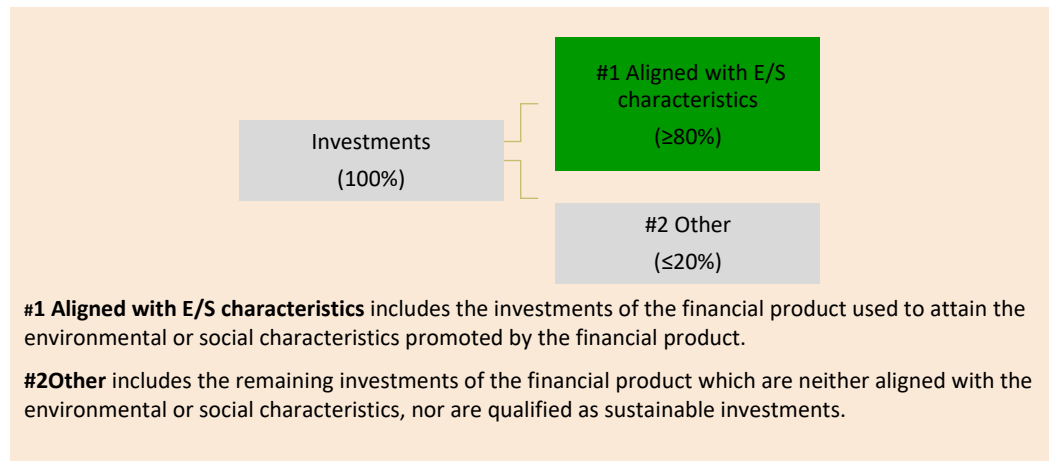 #1 Aligned with E/S
characteristics
(≥80%)
Investments
(100%)
#2 Other
(≤20%)
#1 Aligned with E/S characteristics includes the investments of the financial product used to attain the
environmental or social characteristics promoted by the financial product.
#2Other includes the remaining investments of the financial product which are neither aligned with the
environmental or social characteristics, nor are qualified as sustainable investments.